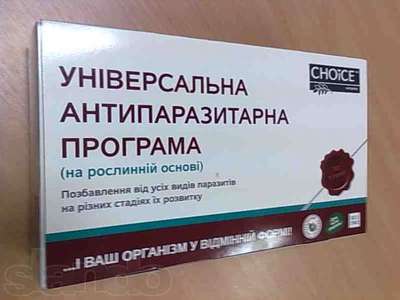 CHOICE
УНІВЕРСАЛЬНА
АНТИПАРАЗИТАРНА
ПРОГРАМА
(на рослинній основі)
Позбавлення від усіх видів паразитів
на різних стадіях їх розвитку
...І ВАШ ОРГАНІЗМ У ВІДМІННІЙ ФОРМІ!
slando